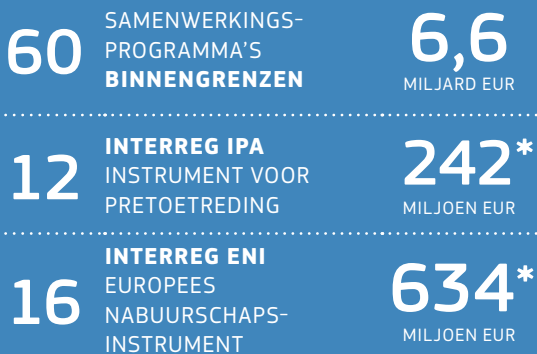 60
SAMENWERKINGS-
PROGRAMMA'S
BINNENGRENZEN
6,6
MILJARD EUR
12
INTERREG IPA
INSTRUMENT VOOR
PRETOETREDING
242*
MILJOEN EUR
16
INTERREG ENI
EUROPEES
NABUURSCHAPS-
INSTRUMENT
634*
MILJOEN EUR